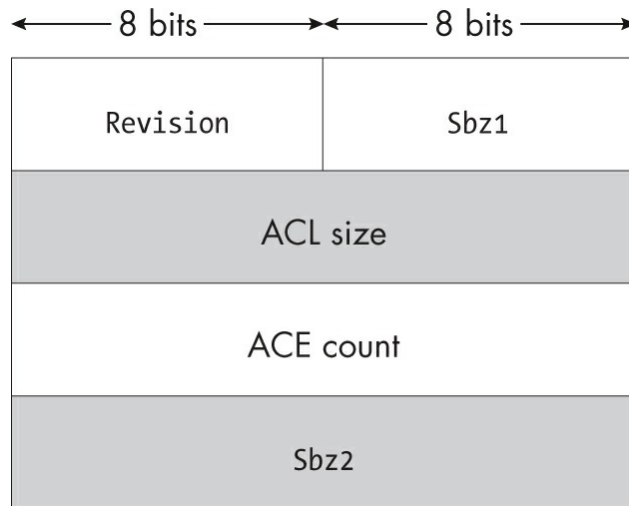 8 bits 8 bits
Revision Sbz1
ACL size
ACE count
Sbz2